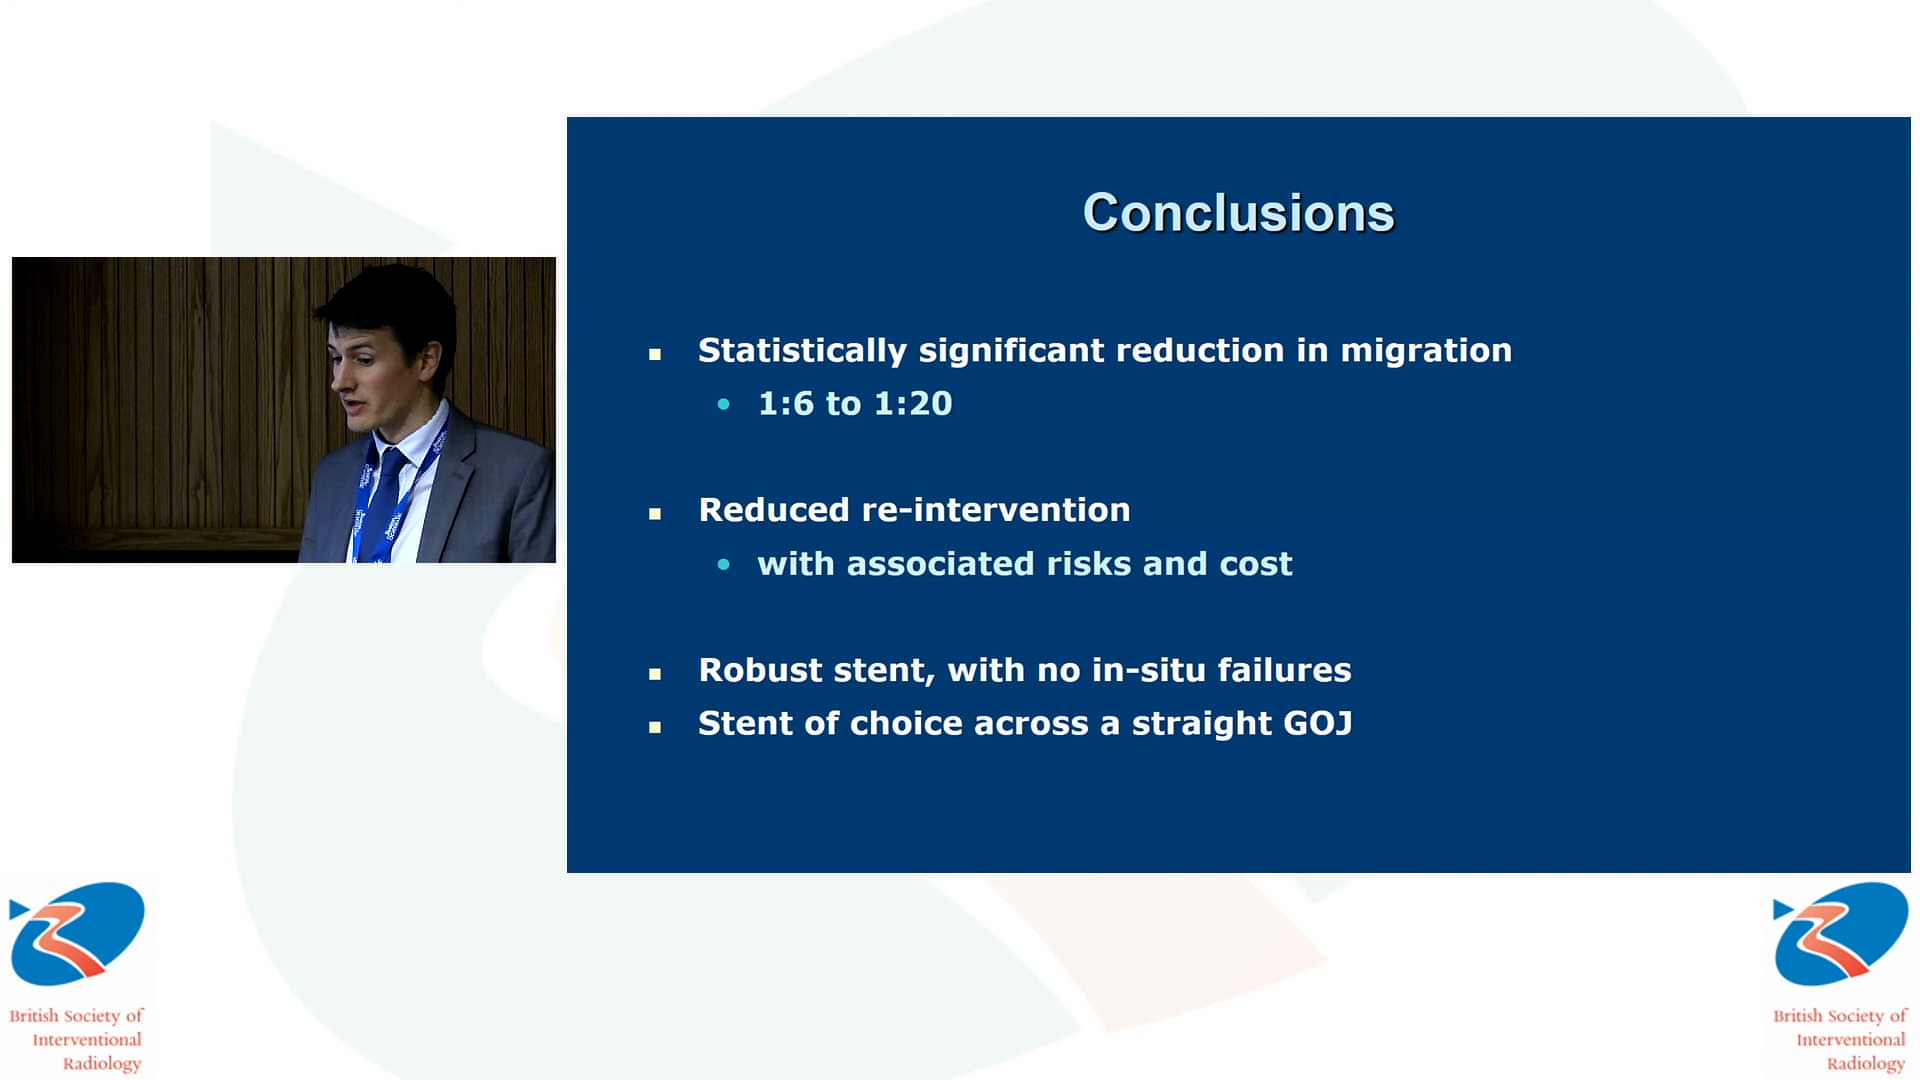 Conclusions
Statistically significant reduction in migration
1:6 to 1:20
Reduced re-intervention
with associated risks and cost
Robust stent, with no in-situ failures
Stent of choice across a straight GOJ
British Society of
Interventional
Radiology
British Society of
Interventional
Radiology